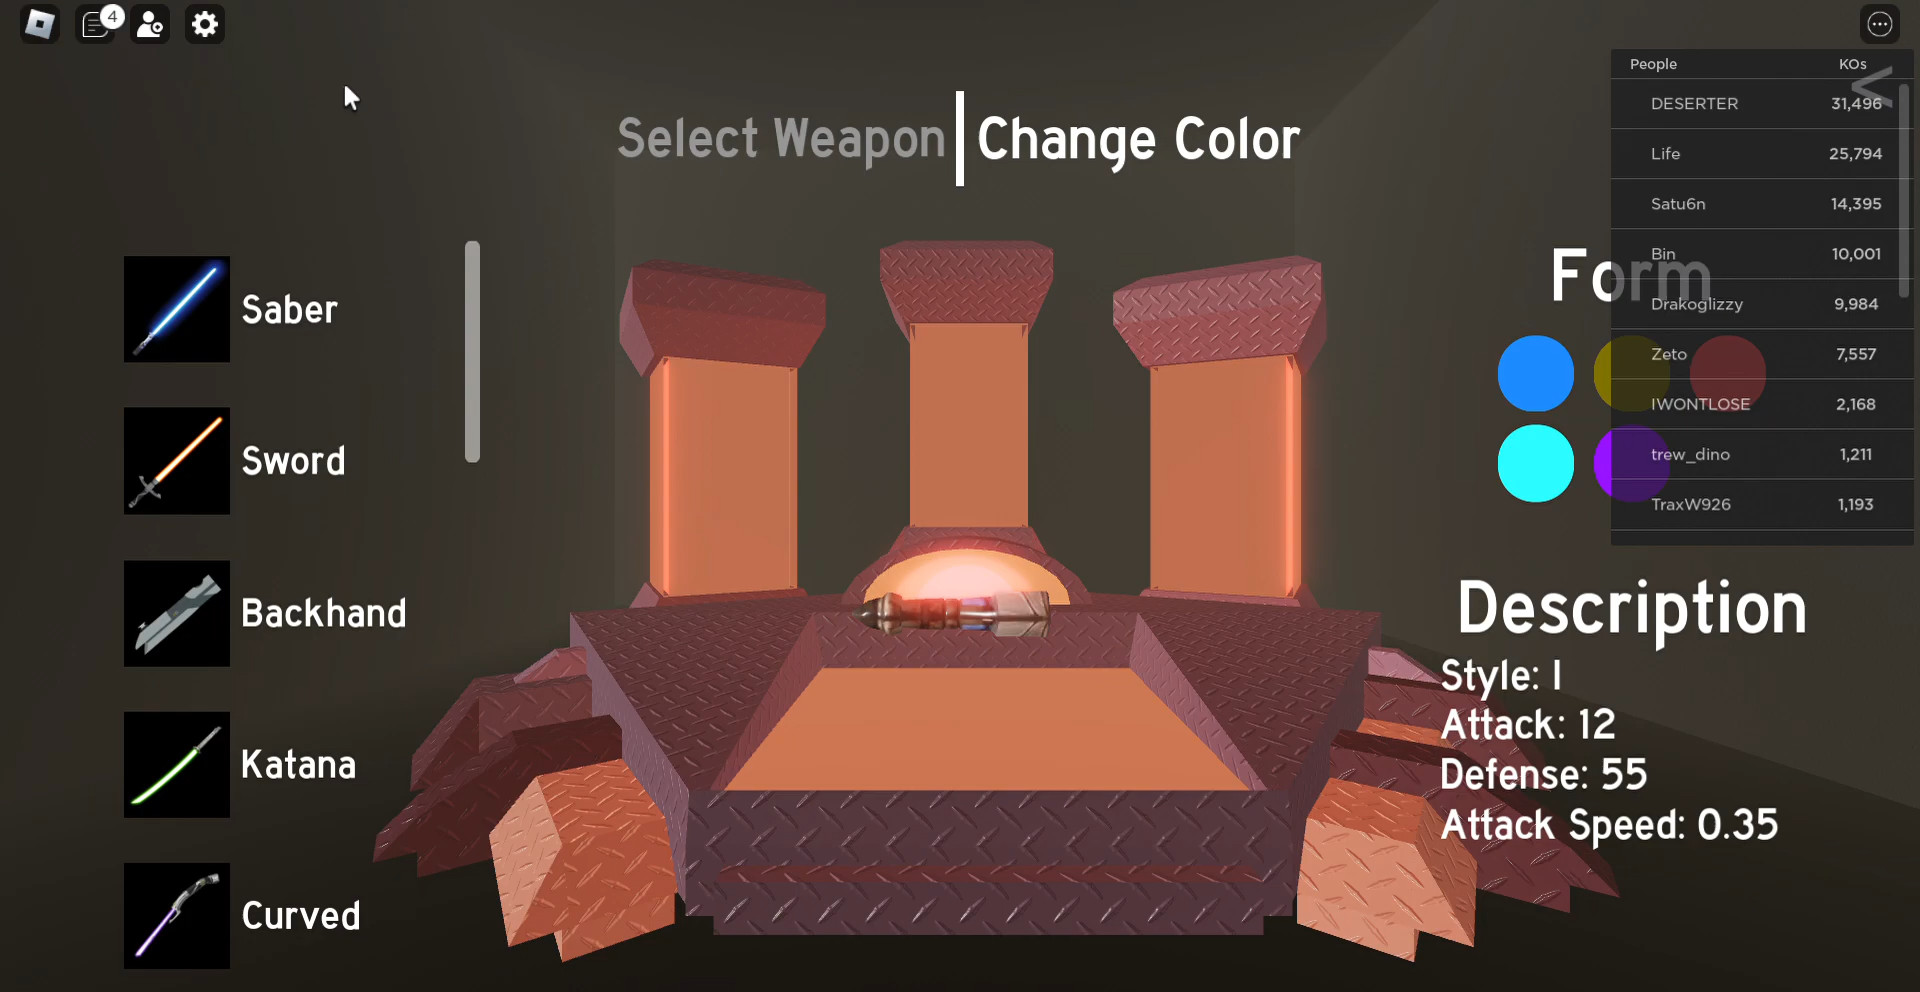 4
Select Weapon
Change Color
People KOs
<
DESERTER 31,496
Life 25,794
Satu6n 14,395
Bin 10,001
Drakoglizzy 9,984
Zeto 7,557
IWONTLOSE 2,168
trew_dino 1,211
TraxW926 1,193
Saber
Sword
Backhand
Katana
Curved
Form
Description
Style: I
Attack: 12
Defense: 55
Attack Speed: 0.35